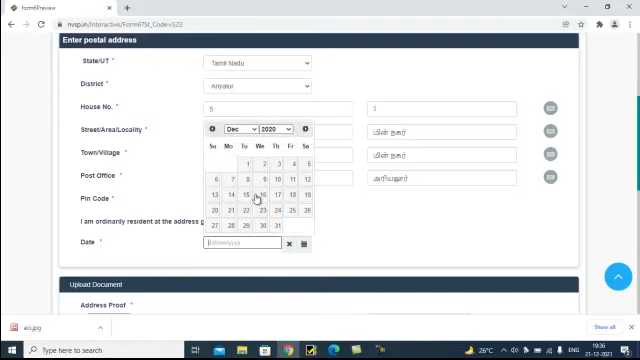 form6Preview
nvsp.in/Interactive/Form6?St_Code=S22
Enter postal address
State/UT *
Tamil Nadu
District *
Ariyalur
House No. *
5
5
Dec 2020
Su Mo Tu We Th Fr Sa
1 2 3 4 5
6 7 8 9 10 11 12
13 14 15 16 17 18 19
20 21 22 23 24 25 26
27 28 29 30 31
Street/Area/Locality *
மின் நகர்
Town/Village *
மின் நகர்
Post Office *
அரியலூர்
Pin Code *
I am ordinarily resident at the address g
Date *
dd/mm/yyyy
Upload Document
Address Proof *
eci.jpg
Show all
Type here to search
26°C
ENG
19:36
21-12-2021